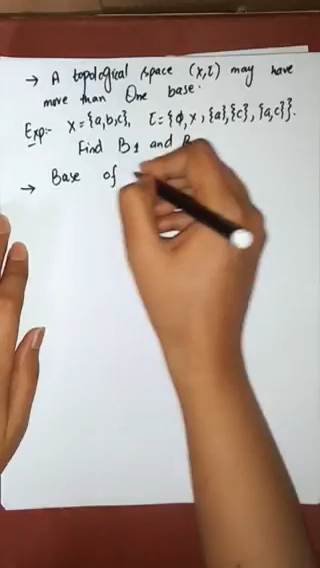 → A topological space (X,τ) may have
more than One base.
Exp:- X={a,b,c}, τ={ϕ,X,{a},{c},{a,c}}.
Find B1 and
→ Base of